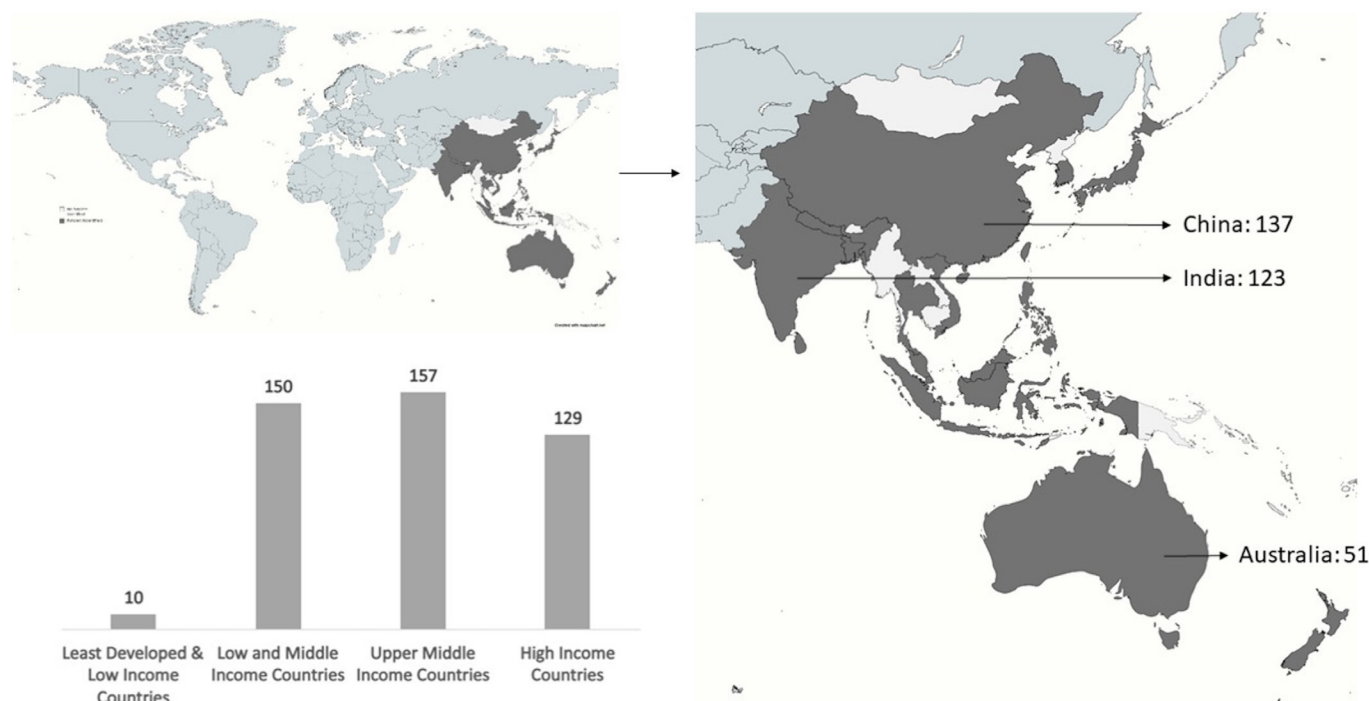 Created with mapchart.net
China: 137
India: 123
Australia: 51
150
157
129
10
Least Developed &
Low Income
Countries
Low and Middle
Income Countries
Upper Middle
Income Countries
High Income
Countries